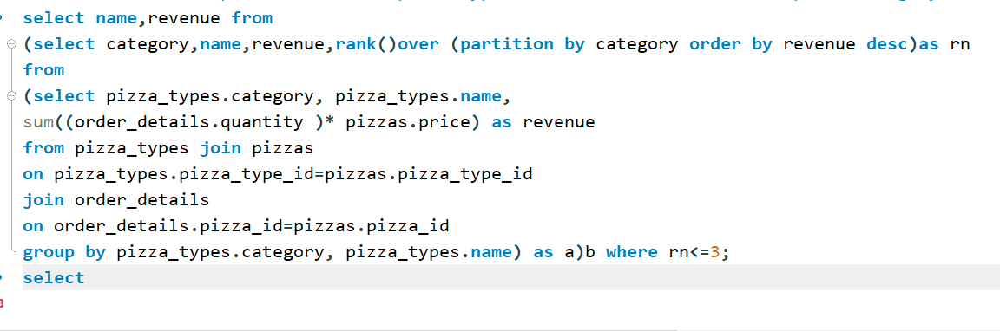 select name,revenue from
(select category,name,revenue,rank()over (partition by category order by revenue desc)as rn
from
(select pizza_types.category, pizza_types.name,
sum((order_details.quantity )* pizzas.price) as revenue
from pizza_types join pizzas
on pizza_types.pizza_type_id=pizzas.pizza_type_id
join order_details
on order_details.pizza_id=pizzas.pizza_id
group by pizza_types.category, pizza_types.name) as a)b where rn<=3;
select